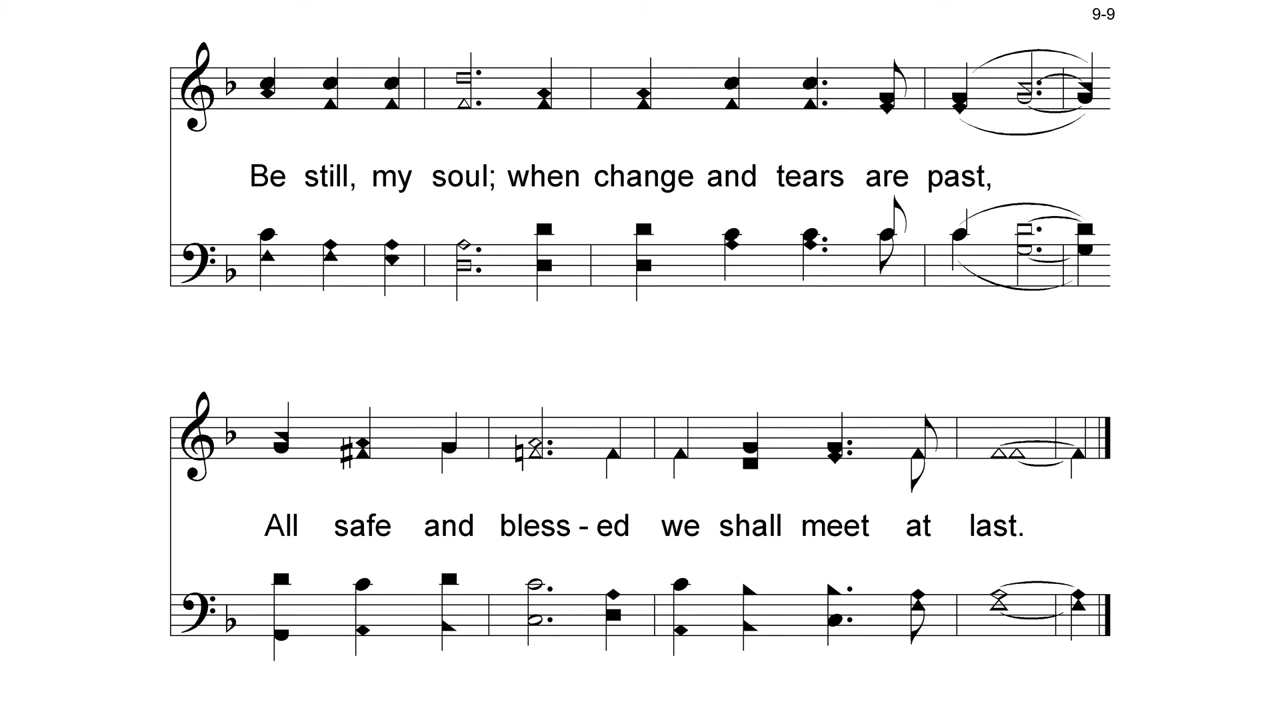 9-9
Be still, my soul; when change and tears are past,
All safe and bless - ed we shall meet at last.